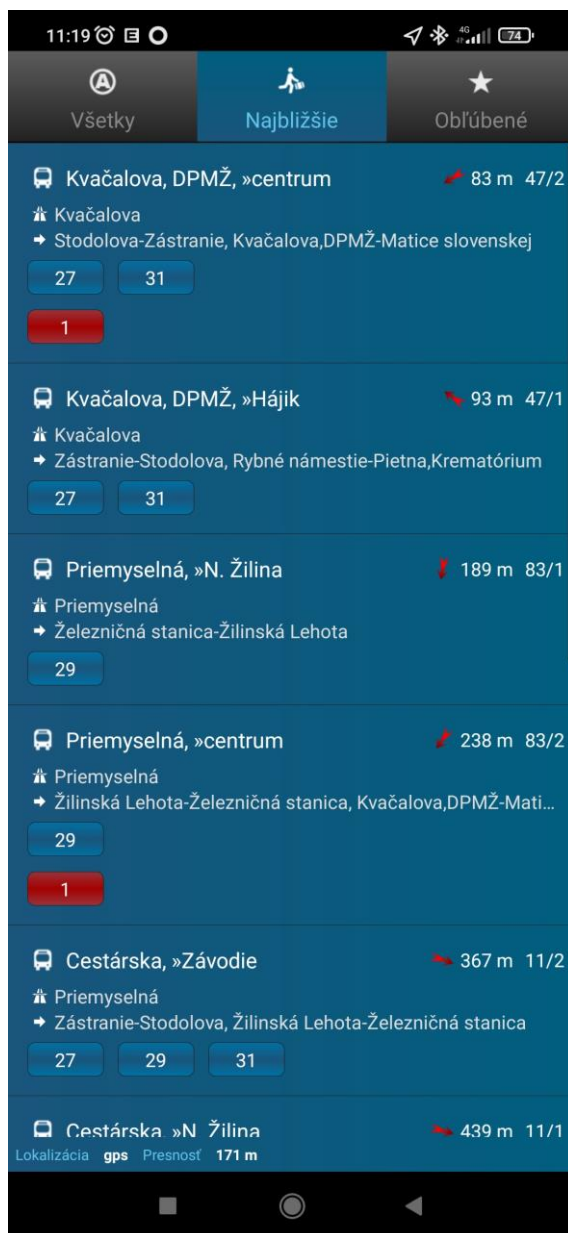 11:19
4G
74
Všetky
Najbližšie
Obľúbené
Kvačalova, DPMŽ, »centrum 83 m 47/2
Kvačalova
Stodolova-Zástranie, Kvačalova,DPMŽ-Matice slovenskej
27 31
1
Kvačalova, DPMŽ, »Hájik 93 m 47/1
Kvačalova
Zástranie-Stodolova, Rybné námestie-Pietna,Krematórium
27 31
Priemyselná, »N. Žilina 189 m 83/1
Priemyselná
Železničná stanica-Žilinská Lehota
29
Priemyselná, »centrum 238 m 83/2
Priemyselná
Žilinská Lehota-Železničná stanica, Kvačalova,DPMŽ-Mati...
29
1
Cestárska, »Závodie 367 m 11/2
Priemyselná
Zástranie-Stodolova, Žilinská Lehota-Železničná stanica
27 29 31
Cestárska, »N. Žilina 439 m 11/1
Lokalizácia gps Presnosť 171 m